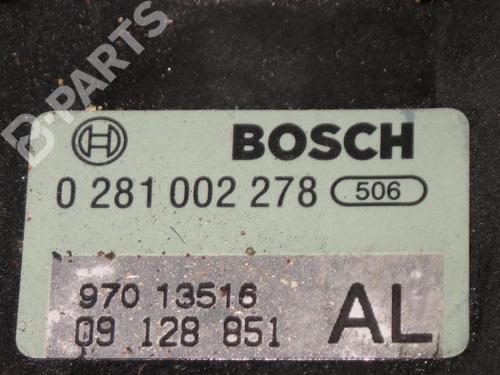 B-PARTS
BOSCH
0 281 002 278 506
970 13516
09 128 851
AL